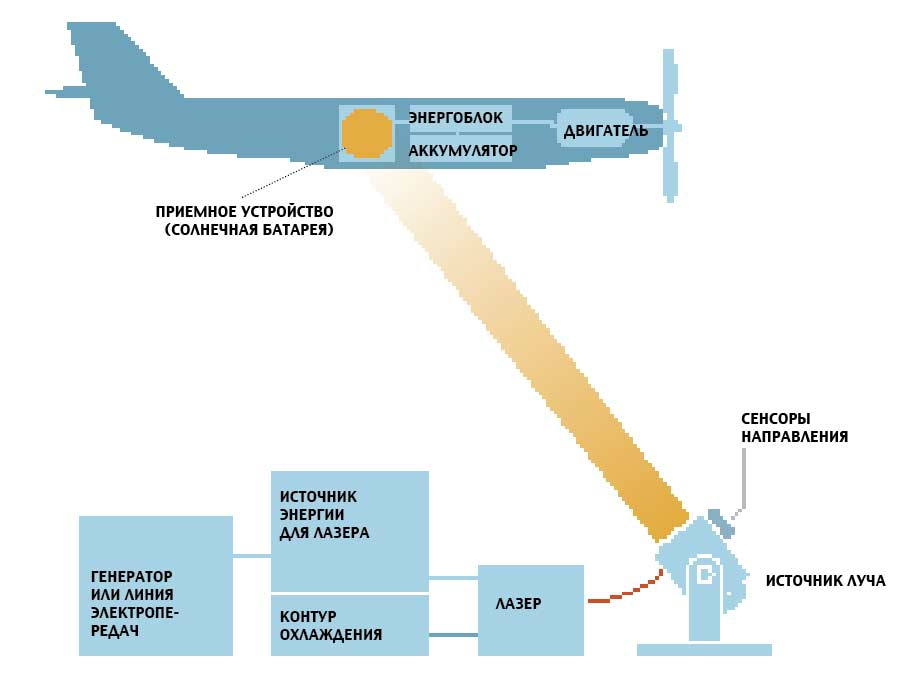 ЭНЕРГОБЛОК
АККУМУЛЯТОР
ДВИГАТЕЛЬ
ПРИЕМНОЕ УСТРОЙСТВО
(СОЛНЕЧНАЯ БАТАРЕЯ)
СЕНСОРЫ
НАПРАВЛЕНИЯ
ИСТОЧНИК
ЭНЕРГИИ
ДЛЯ ЛАЗЕРА
ГЕНЕРАТОР
ИЛИ ЛИНИЯ
ЭЛЕКТРОПЕ-
РЕДАЧ
КОНТУР
ОХЛАЖДЕНИЯ
ЛАЗЕР
ИСТОЧНИК ЛУЧА